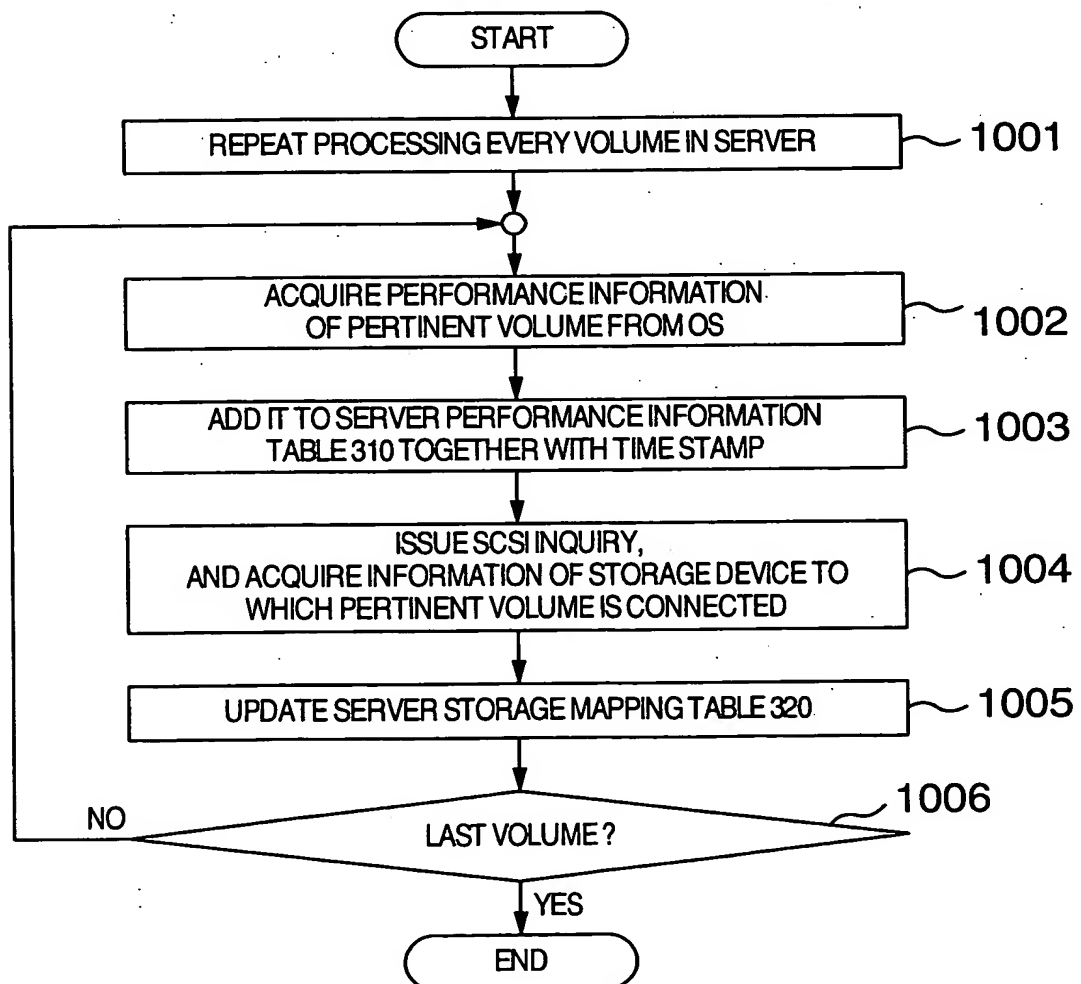 START
REPEAT PROCESSING EVERY VOLUME IN SERVER
1001
ACQUIRE PERFORMANCE INFORMATION
OF PERTINENT VOLUME FROM OS
1002
ADD IT TO SERVER PERFORMANCE INFORMATION
TABLE 310 TOGETHER WITH TIME STAMP
1003
ISSUE SCSI INQUIRY,
AND ACQUIRE INFORMATION OF STORAGE DEVICE TO
WHICH PERTINENT VOLUME IS CONNECTED
1004
UPDATE SERVER STORAGE MAPPING TABLE 320
1005
1006
NO
LAST VOLUME ?
YES
END